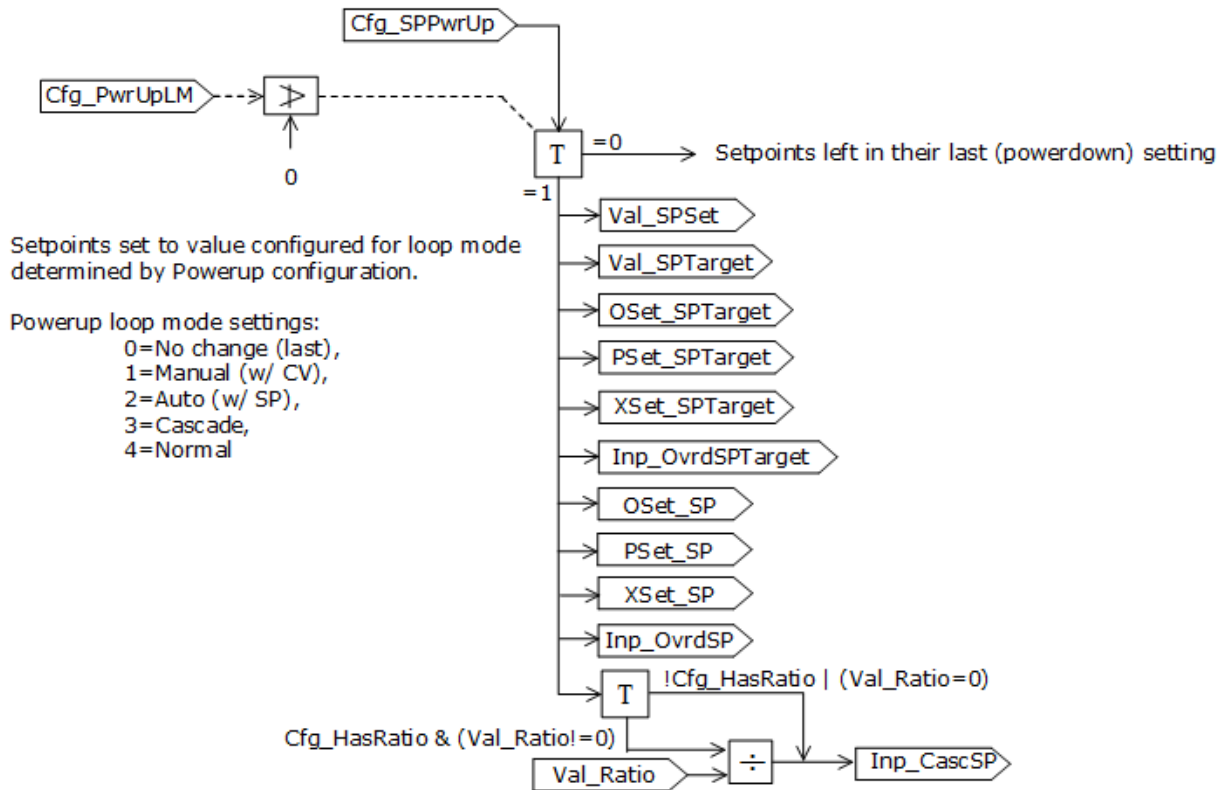 Cfg_SPPwrUp
Cfg_PwrUpLM
0
T
=0
Setpoints left in their last (powerdown) setting
=1
Val_SPSet
Setpoints set to value configured for loop mode
determined by Powerup configuration.
Val_SPTarget
OSet_SPTarget
Powerup loop mode settings:
0=No change (last),
1=Manual (w/ CV),
2=Auto (w/ SP),
3=Cascade,
4=Normal
PSet_SPTarget
XSet_SPTarget
Inp_OvrdSPTarget
OSet_SP
PSet_SP
XSet_SP
Inp_OvrdSP
T
!Cfg_HasRatio | (Val_Ratio=0)
Cfg_HasRatio & (Val_Ratio!=0)
÷
Inp_CascSP
Val_Ratio